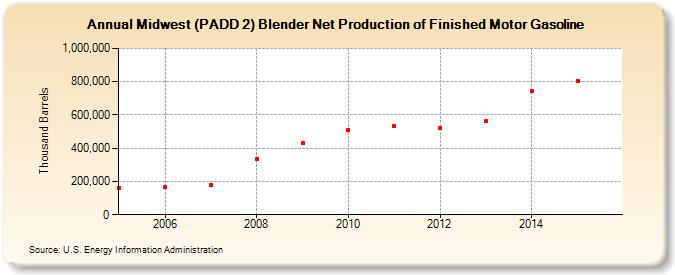 Annual Midwest (PADD 2) Blender Net Production of Finished Motor Gasoline
Thousand Barrels
1,000,000
800,000
600,000
400,000
200,000
0
2006 2008 2010 2012 2014
Source: U.S. Energy Information Administration